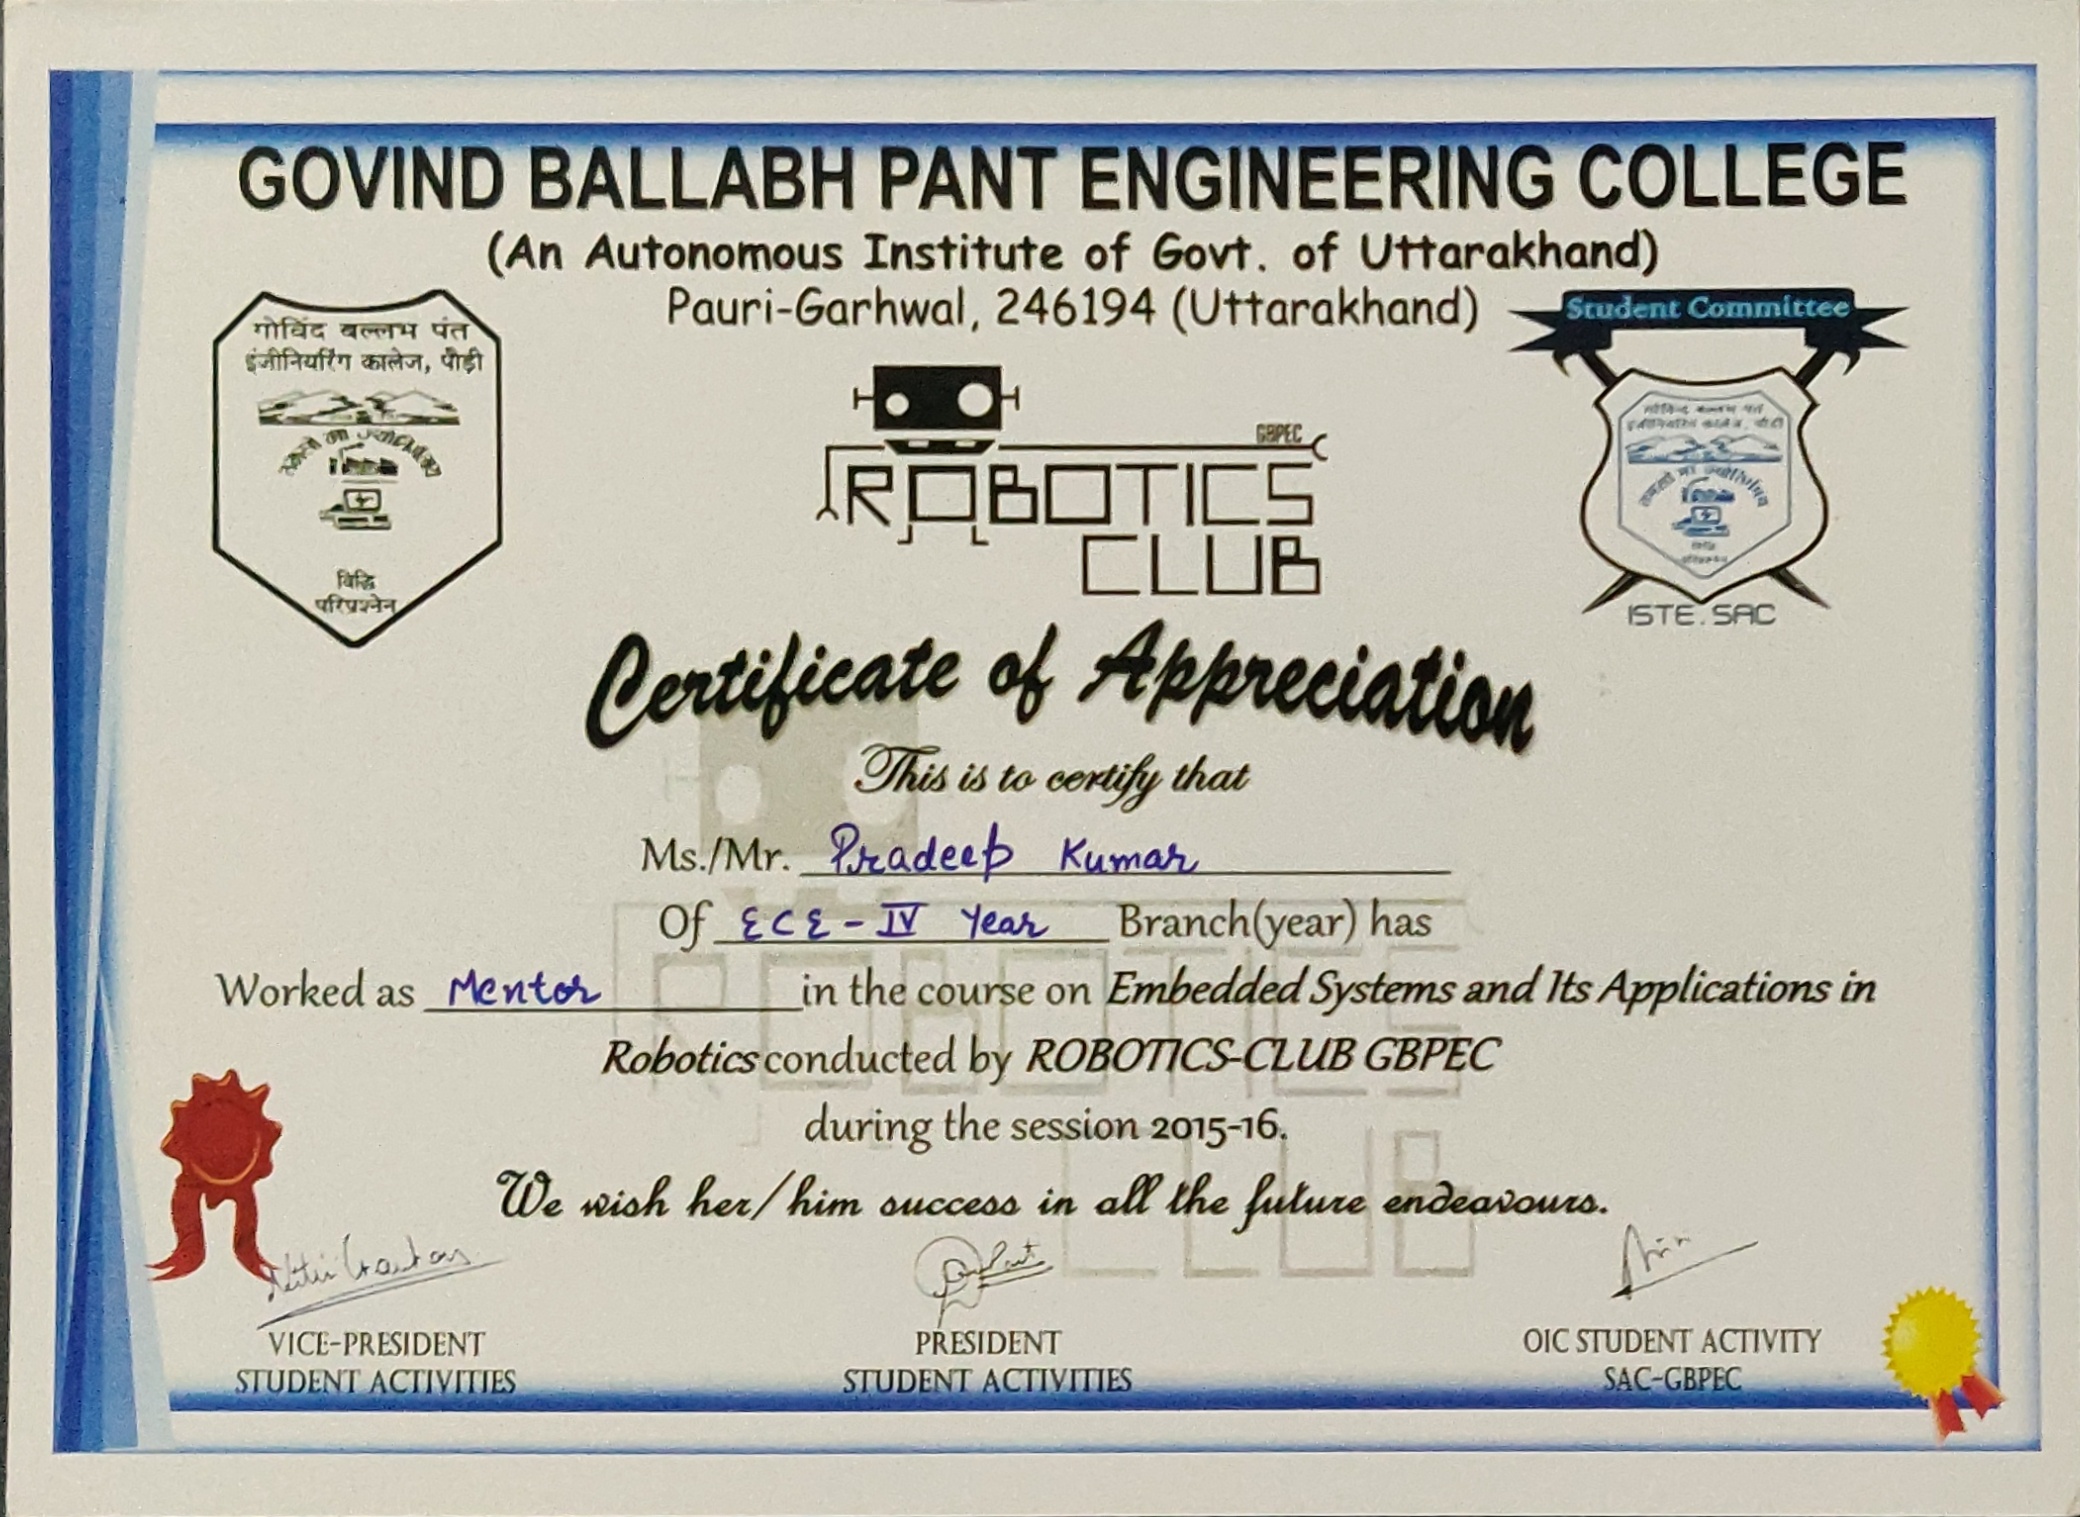 GOVIND BALLABH PANT ENGINEERING COLLEGE
(An Autonomous Institute of Govt. of Uttarakhand)
Pauri-Garhwal, 246194 (Uttarakhand)
गोविंद बल्लभ पंत
इंजीनियरिंग कालेज, पौड़ी
विद्धि
परिप्रश्नेन
GBPEC
ROBOTICS
CLUB
Student Committee
गोविंद बल्लभ पंत
इंजीनियरिंग कालेज, पौड़ी
ISTE.SAC
Certificate of Appreciation
This is to certify that
Ms./Mr. Pradeep Kumar
Of ECE - IV Year Branch(year) has
Worked as Mentor in the course on Embedded Systems and Its Applications in
Robotics conducted by ROBOTICS-CLUB GBPEC
during the session 2015-16.
We wish her/him success in all the future endeavours.
VICE-PRESIDENT
STUDENT ACTIVITIES
PRESIDENT
STUDENT ACTIVITIES
OIC STUDENT ACTIVITY
SAC-GBPEC